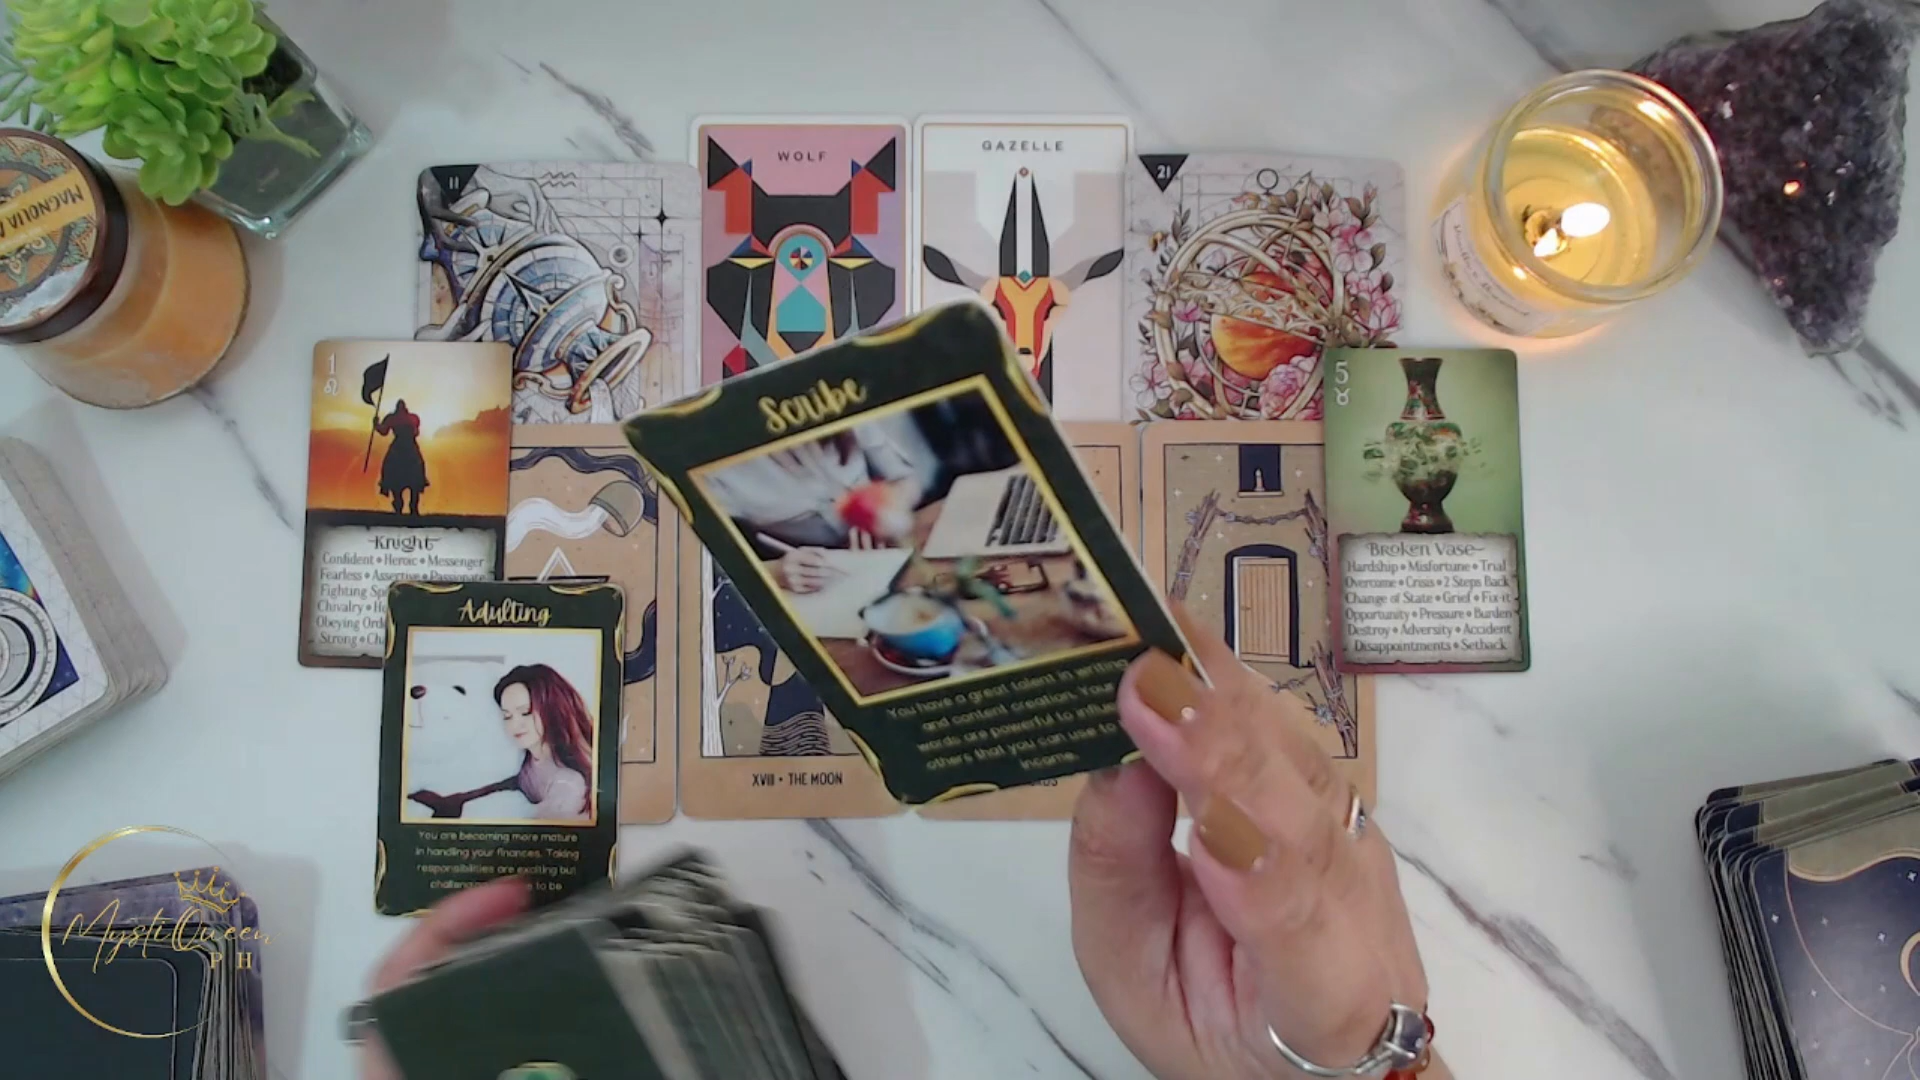 MAGNOLIA
11
WOLF
GAZELLE
21
1
Knight
Confident • Heroic • Messenger
Fearless • Assertive • Passionate
Fighting
Chivalry •
Obeying
Strong •
Adulting
You are becoming more mature
in handling your finances. Taking
responsibilities are exciting but
to be
Scribe
You have a great talent in writing
and content creation. Your
words are powerful to
others that you can use to
income.
XVIII • THE MOON
5
Broken Vase
Hardship • Misfortune • Trial
Overcome • Crisis • 2 Steps Back
Change of State • Grief • Fix-it
Opportunity • Pressure • Burden
Destroy • Adversity • Accident
Disappointments • Setback
MystiQueen
PH